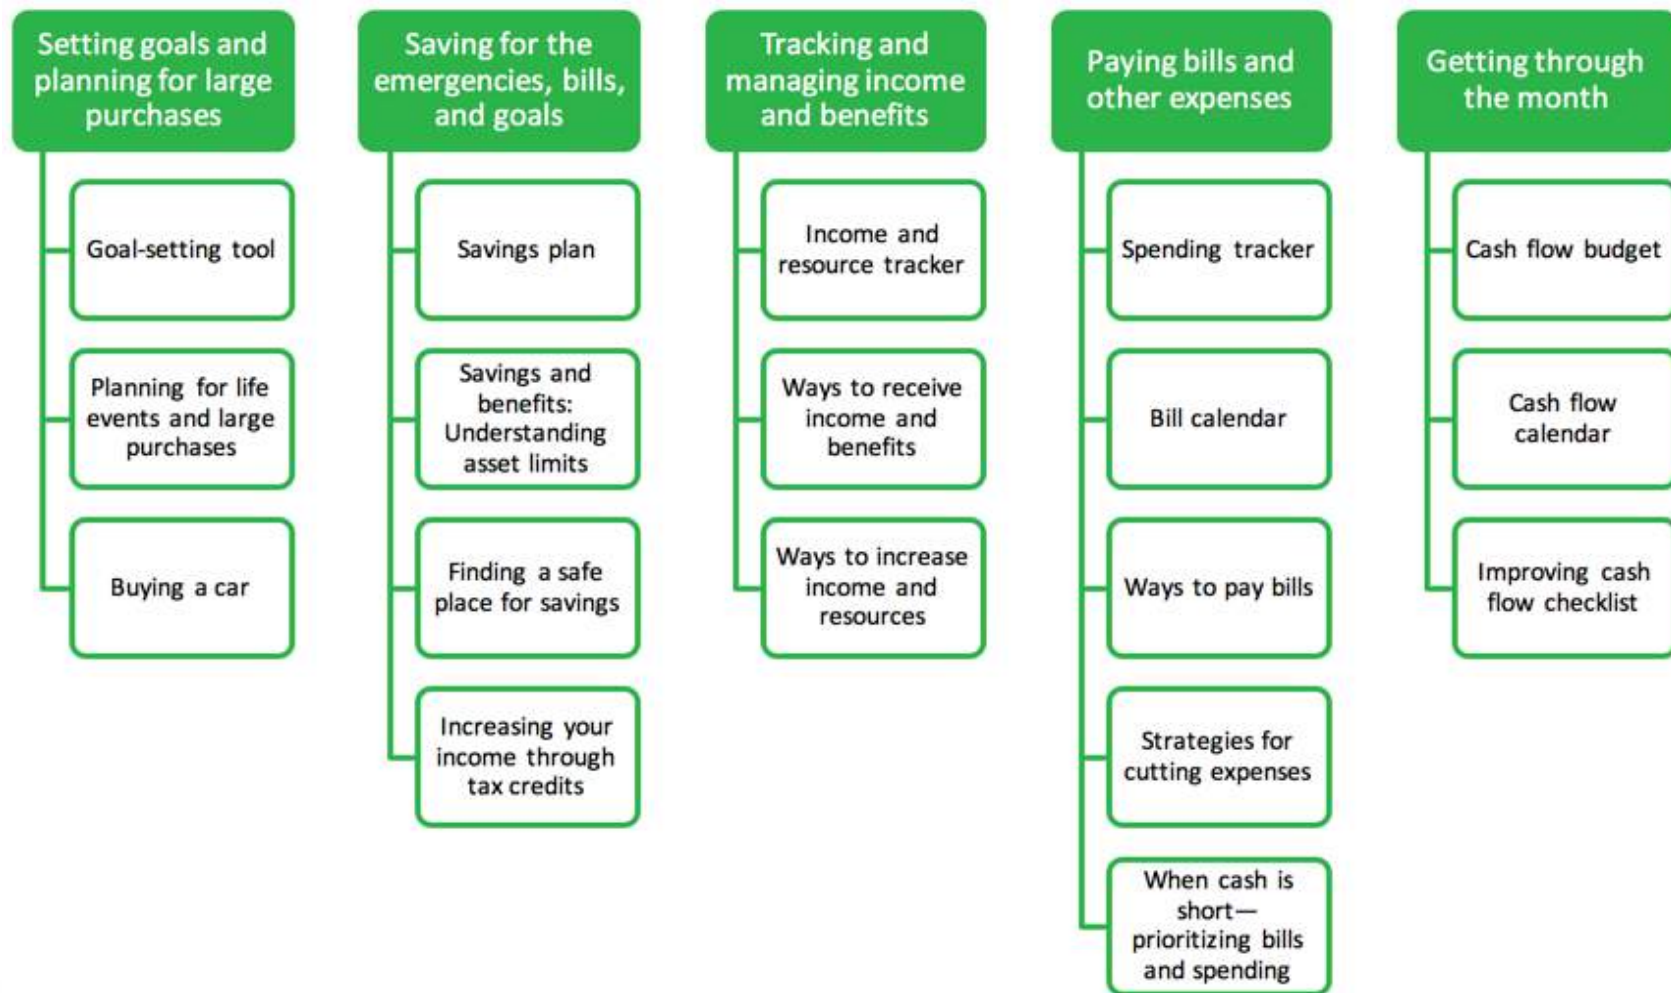 Setting goals and
planning for large
purchases
Goal-setting tool
Planning for life
events and large
purchases
Buying a car
Saving for the
emergencies, bills,
and goals
Savings plan
Savings and
benefits:
Understanding
asset limits
Finding a safe
place for savings
Increasing your
income through
tax credits
Tracking and
managing income
and benefits
Income and
resource tracker
Ways to receive
income and
benefits
Ways to increase
income and
resources
Paying bills and
other expenses
Spending tracker
Bill calendar
Ways to pay bills
Strategies for
cutting expenses
When cash is
short—
prioritizing bills
and spending
Getting through
the month
Cash flow budget
Cash flow
calendar
Improving cash
flow checklist